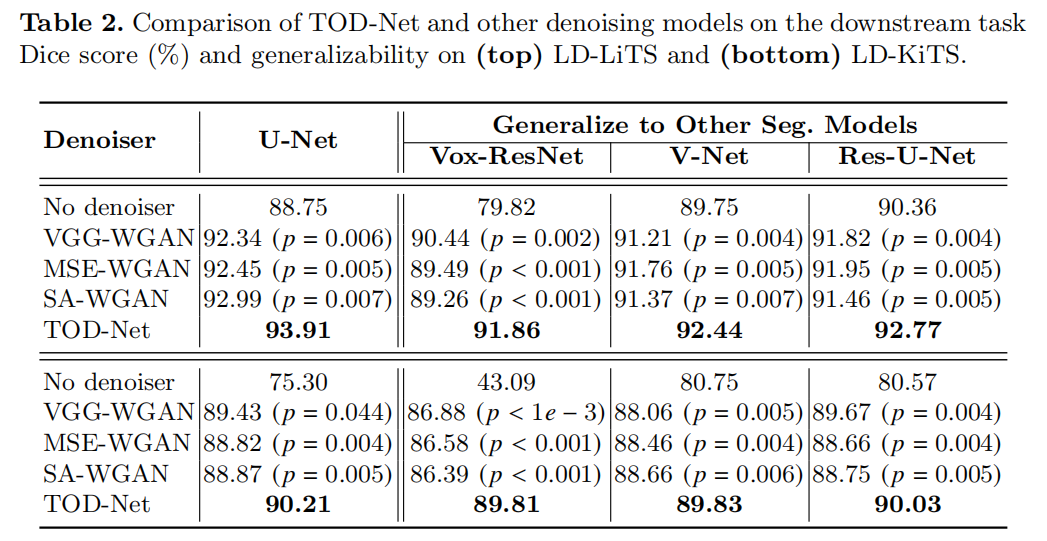 Table 2. Comparison of TOD-Net and other denoising models on the downstream task
Dice score (%) and generalizability on (top) LD-LiTS and (bottom) LD-KiTS.
Denoiser U-Net Generalize to Other Seg. Models
Vox-ResNet V-Net Res-U-Net
No denoiser 88.75 79.82 89.75 90.36
VGG-WGAN 92.34 (p = 0.006) 90.44 (p = 0.002) 91.21 (p = 0.004) 91.82 (p = 0.004)
MSE-WGAN 92.45 (p = 0.005) 89.49 (p < 0.001) 91.76 (p = 0.005) 91.95 (p = 0.005)
SA-WGAN 92.99 (p = 0.007) 89.26 (p < 0.001) 91.37 (p = 0.007) 91.46 (p = 0.005)
TOD-Net 93.91 91.86 92.44 92.77
No denoiser 75.30 43.09 80.75 80.57
VGG-WGAN 89.43 (p = 0.044) 86.88 (p < 1e − 3) 88.06 (p = 0.005) 89.67 (p = 0.004)
MSE-WGAN 88.82 (p = 0.004) 86.58 (p < 0.001) 88.46 (p = 0.004) 88.66 (p = 0.004)
SA-WGAN 88.87 (p = 0.005) 86.39 (p < 0.001) 88.66 (p = 0.006) 88.75 (p = 0.005)
TOD-Net 90.21 89.81 89.83 90.03